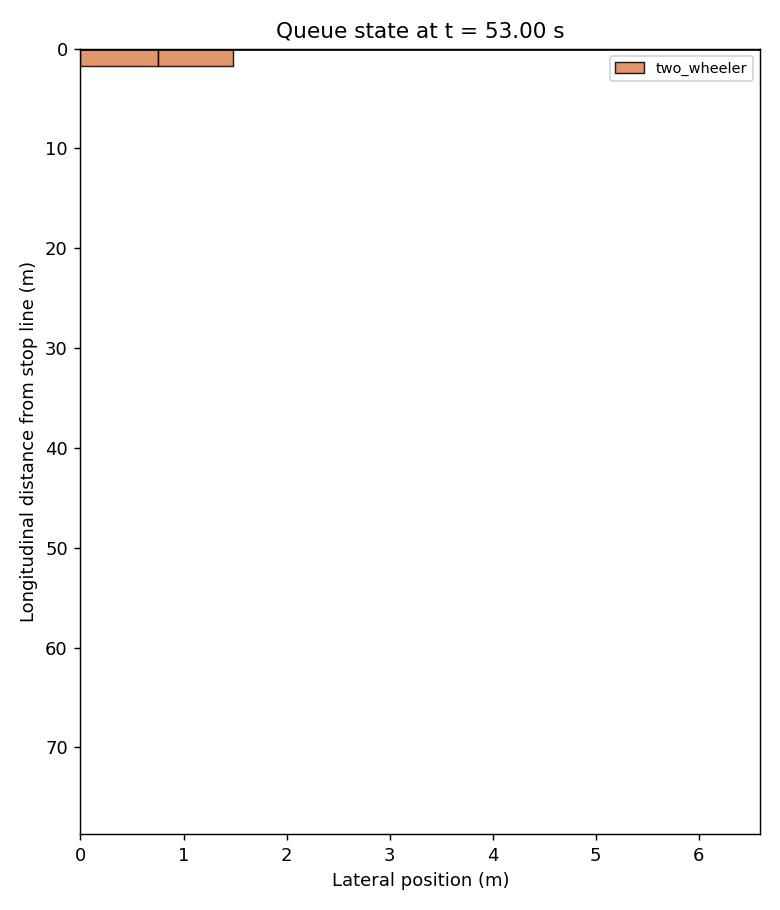 Queue state at t = 53.00 s
two_wheeler
Longitudinal distance from stop line (m)
0
10
20
30
40
50
60
70
0 1 2 3 4 5 6
Lateral position (m)